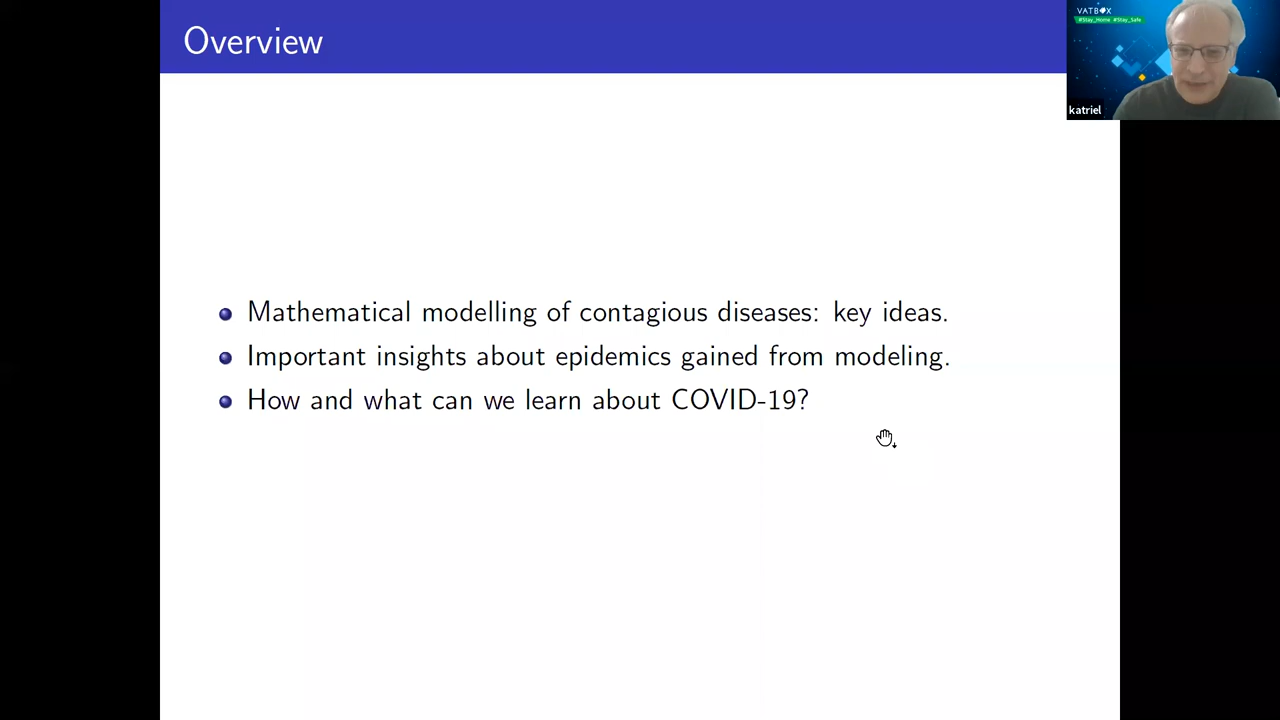 Overview
VATBOX
#Stay_Home #Stay_Safe
katriel
Mathematical modelling of contagious diseases: key ideas.
Important insights about epidemics gained from modeling.
How and what can we learn about COVID-19?